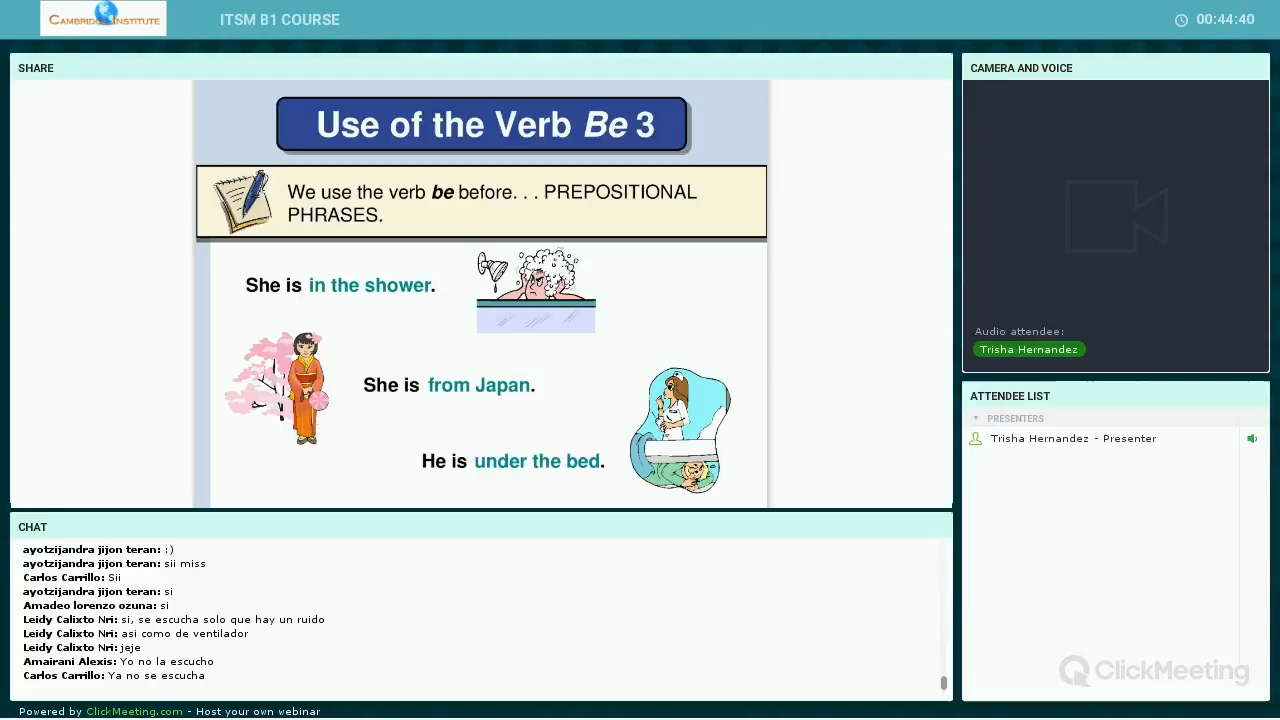 CAMBRIDGE INSTITUTE
ITSM B1 COURSE
00:44:40
SHARE
Use of the Verb Be 3
We use the verb be before. . . PREPOSITIONAL
PHRASES.
She is in the shower.
She is from Japan.
He is under the bed.
CAMERA AND VOICE
Audio attendee:
Trisha Hernandez
ATTENDEE LIST
PRESENTERS
Trisha Hernandez - Presenter
CHAT
ayotzijandra jijon teran: :)
ayotzijandra jijon teran: sii miss
Carlos Carrillo: Sii
ayotzijandra jijon teran: si
Amadeo lorenzo ozuna: si
Leidy Calixto Nri: si, se escucha solo que hay un ruido
Leidy Calixto Nri: asi como de ventilador
Leidy Calixto Nri: jeje
Amairani Alexis: Yo no la escucho
Carlos Carrillo: Ya no se escucha
ClickMeeting
Powered by ClickMeeting.com - Host your own webinar